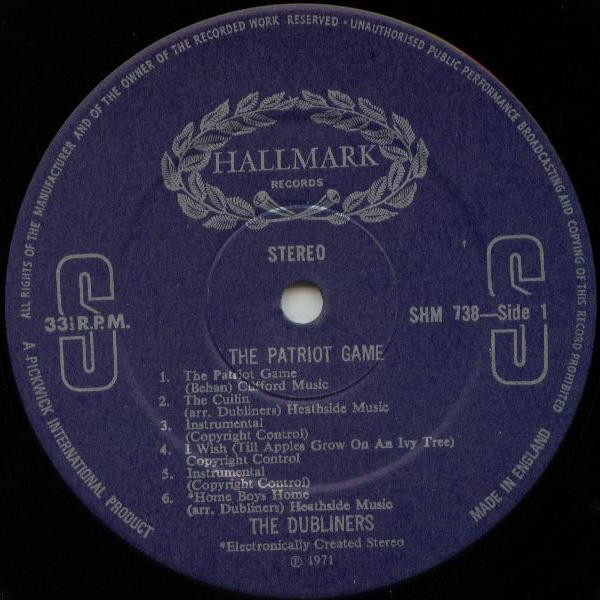 ALL RIGHTS OF THE MANUFACTURER AND OF THE OWNER OF THE RECORDED WORK RESERVED · UNAUTHORISED PUBLIC PERFORMANCE BROADCASTING AND COPYING OF THIS RECORD PROHIBITED
HALLMARK
RECORDS
STEREO
33⅓ R.P.M.
SHM 738—Side 1
THE PATRIOT GAME
1. The Patriot Game
(Behan) Clifford Music
2. The Cuilin
(arr. Dubliners) Heathside Music
3. Instrumental
(Copyright Control)
4. I Wish (Till Apples Grow On An Ivy Tree)
Copyright Control
5. Instrumental
(Copyright Control)
6. *Home Boys Home
(arr. Dubliners) Heathside Music
THE DUBLINERS
*Electronically Created Stereo
℗ 1971
A PICKWICK INTERNATIONAL PRODUCT
MADE IN ENGLAND